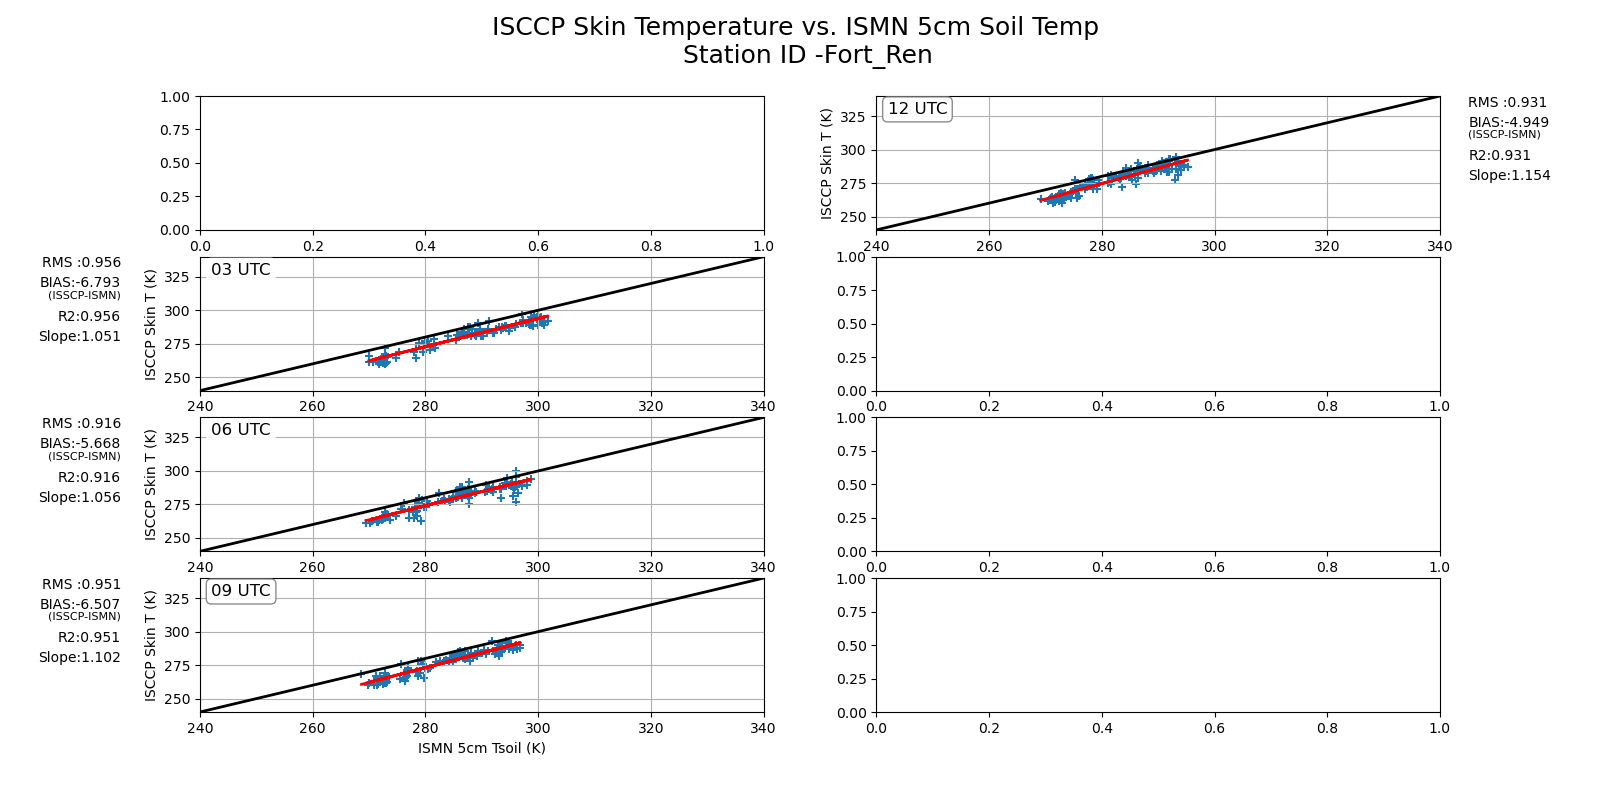 ISCCP Skin Temperature vs. ISMN 5cm Soil Temp
Station ID -Fort_Ren
1.00
0.75
0.50
0.25
0.00
0.0 0.2 0.4 0.6 0.8 1.0
12 UTC
ISCCP Skin T (K)
325
300
275
250
240 260 280 300 320 340
RMS :0.931
BIAS:-4.949
(ISSCP-ISMN)
R2:0.931
Slope:1.154
RMS :0.956
BIAS:-6.793
(ISSCP-ISMN)
R2:0.956
Slope:1.051
03 UTC
ISCCP Skin T (K)
325
300
275
250
240 260 280 300 320 340
1.00
0.75
0.50
0.25
0.00
0.0 0.2 0.4 0.6 0.8 1.0
RMS :0.916
BIAS:-5.668
(ISSCP-ISMN)
R2:0.916
Slope:1.056
06 UTC
ISCCP Skin T (K)
325
300
275
250
240 260 280 300 320 340
1.00
0.75
0.50
0.25
0.00
0.0 0.2 0.4 0.6 0.8 1.0
RMS :0.951
BIAS:-6.507
(ISSCP-ISMN)
R2:0.951
Slope:1.102
09 UTC
ISCCP Skin T (K)
325
300
275
250
240 260 280 300 320 340
ISMN 5cm Tsoil (K)
1.00
0.75
0.50
0.25
0.00
0.0 0.2 0.4 0.6 0.8 1.0